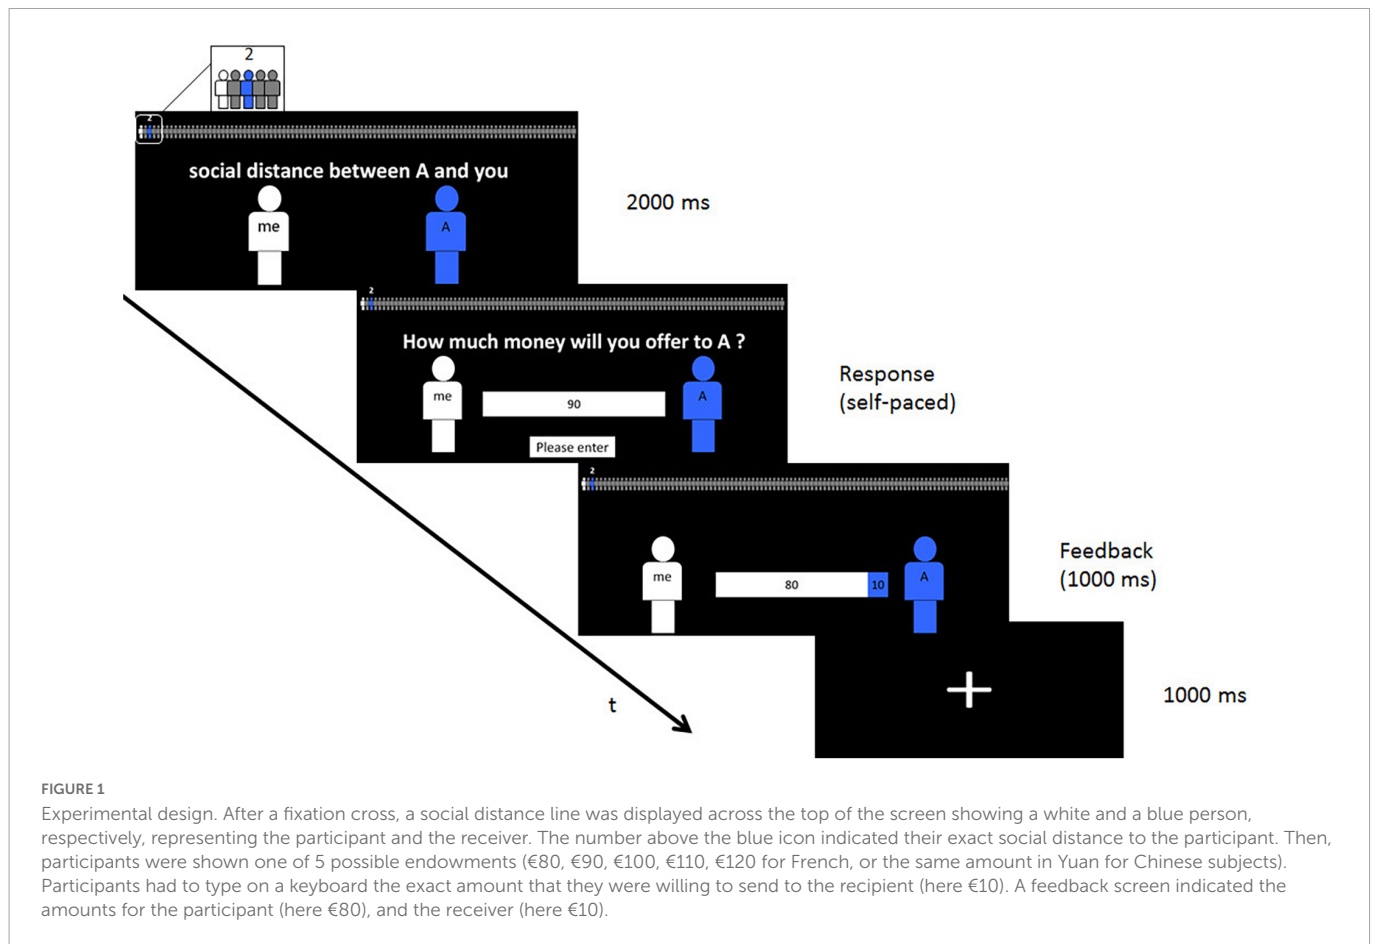 2
2
social distance between A and you
me
A
2000 ms
2
How much money will you offer to A ?
me
90
A
Please enter
Response
(self-paced)
2
me
80
10
A
Feedback
(1000 ms)
t
1000 ms
FIGURE 1
Experimental design. After a fixation cross, a social distance line was displayed across the top of the screen showing a white and a blue person,
respectively, representing the participant and the receiver. The number above the blue icon indicated their exact social distance to the participant. Then,
participants were shown one of 5 possible endowments (€80, €90, €100, €110, €120 for French, or the same amount in Yuan for Chinese subjects).
Participants had to type on a keyboard the exact amount that they were willing to send to the recipient (here €10). A feedback screen indicated the
amounts for the participant (here €80), and the receiver (here €10).